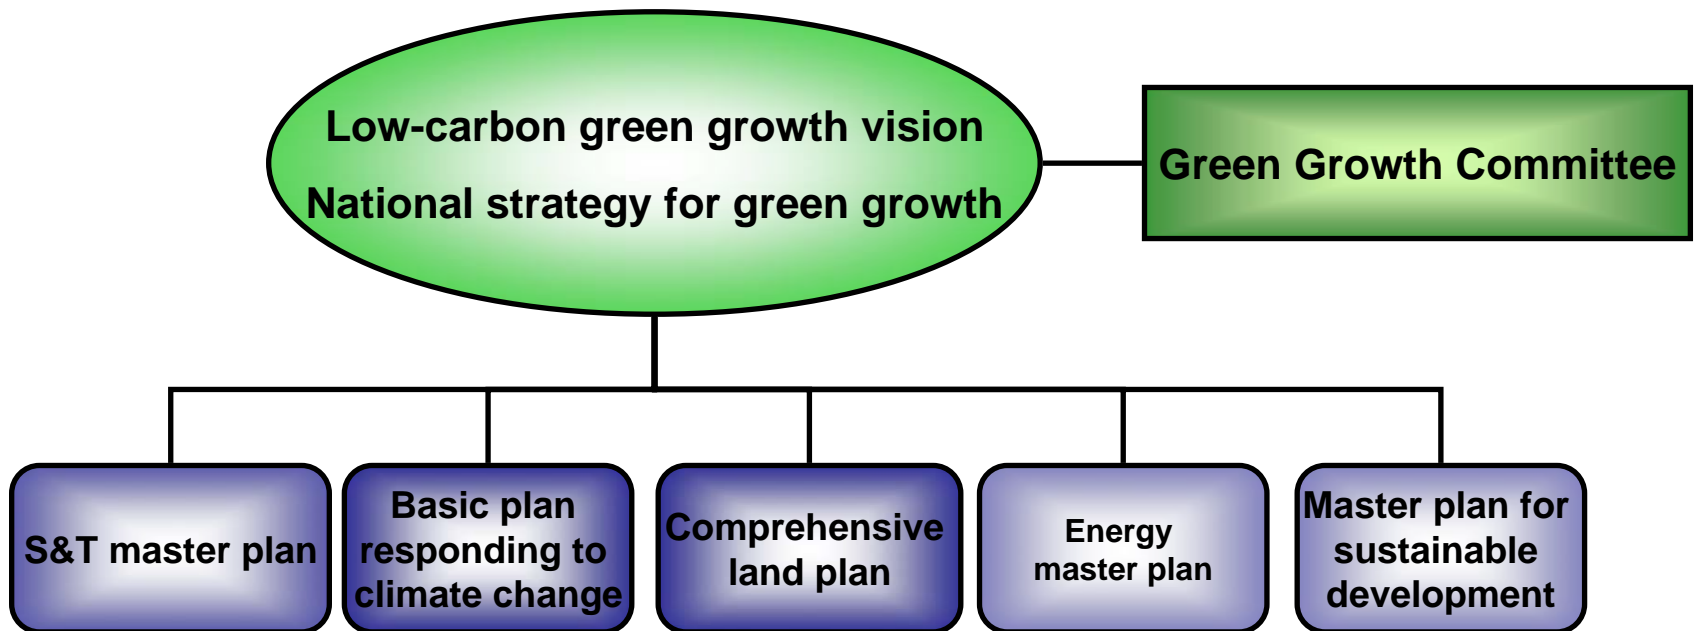 Low-carbon green growth vision
National strategy for green growth
Green Growth Committee
S&T master plan
Basic plan
responding to
climate change
Comprehensive
land plan
Energy
master plan
Master plan for
sustainable
development